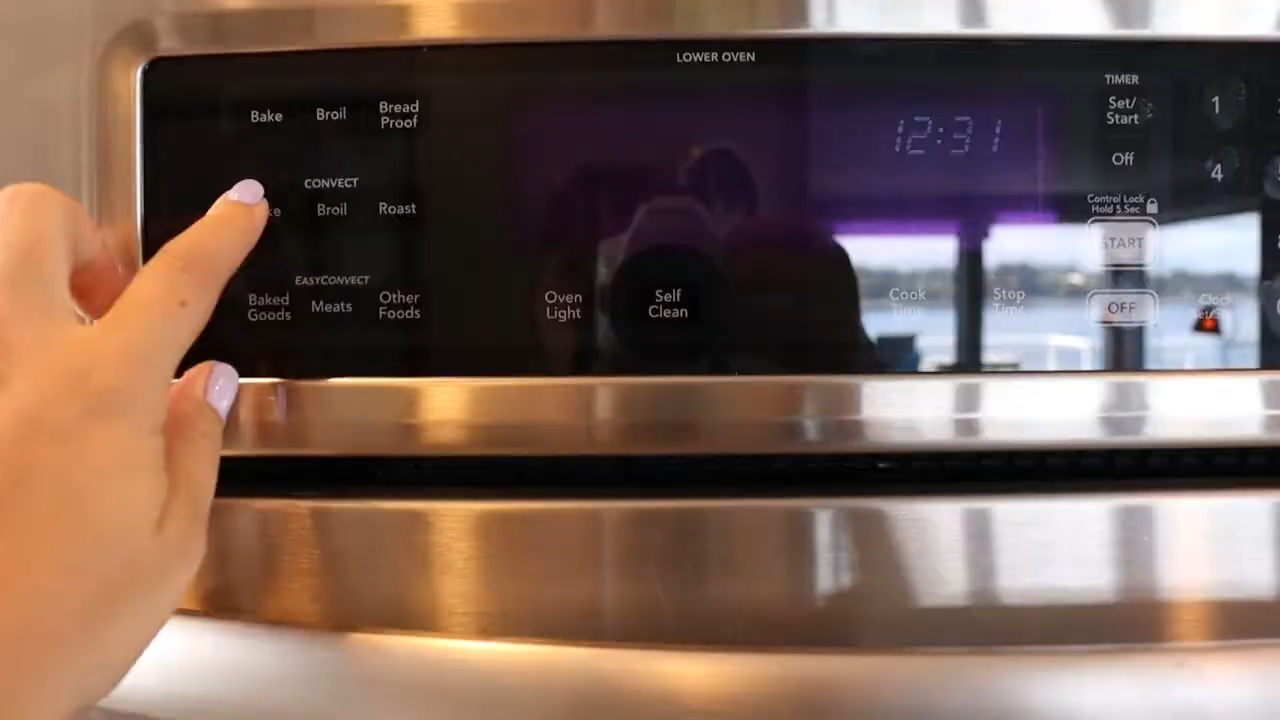 LOWER OVEN
Bake
Broil
Bread
Proof
CONVECT
ke
Broil
Roast
EASYCONVECT
Baked
Goods
Meats
Other
Foods
Oven
Light
Self
Clean
12:31
Cook
Time
Stop
Time
TIMER
Set/
Start
Off
Control Lock
Hold 5 Sec
START
OFF
Clock
1
4